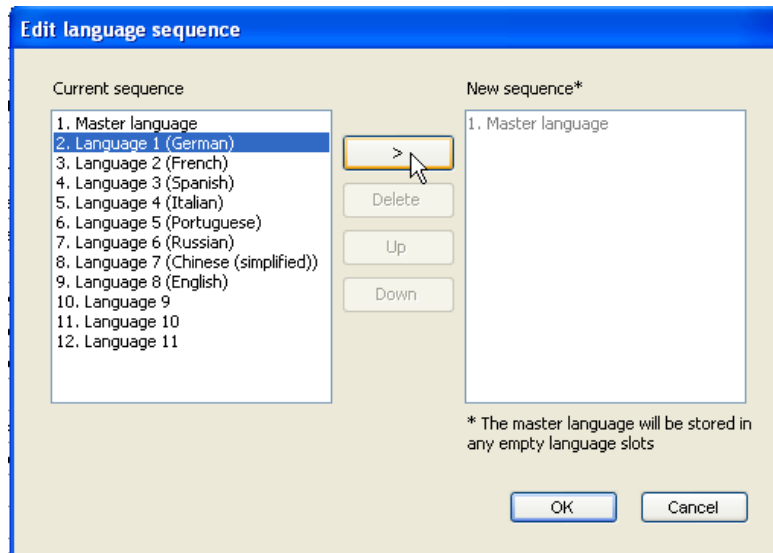 Edit language sequence
Current sequence
1. Master language
2. Language 1 (German)
3. Language 2 (French)
4. Language 3 (Spanish)
5. Language 4 (Italian)
6. Language 5 (Portuguese)
7. Language 6 (Russian)
8. Language 7 (Chinese (simplified))
9. Language 8 (English)
10. Language 9
11. Language 10
12. Language 11
>
Delete
Up
Down
New sequence*
1. Master language
* The master language will be stored in
any empty language slots
OK
Cancel